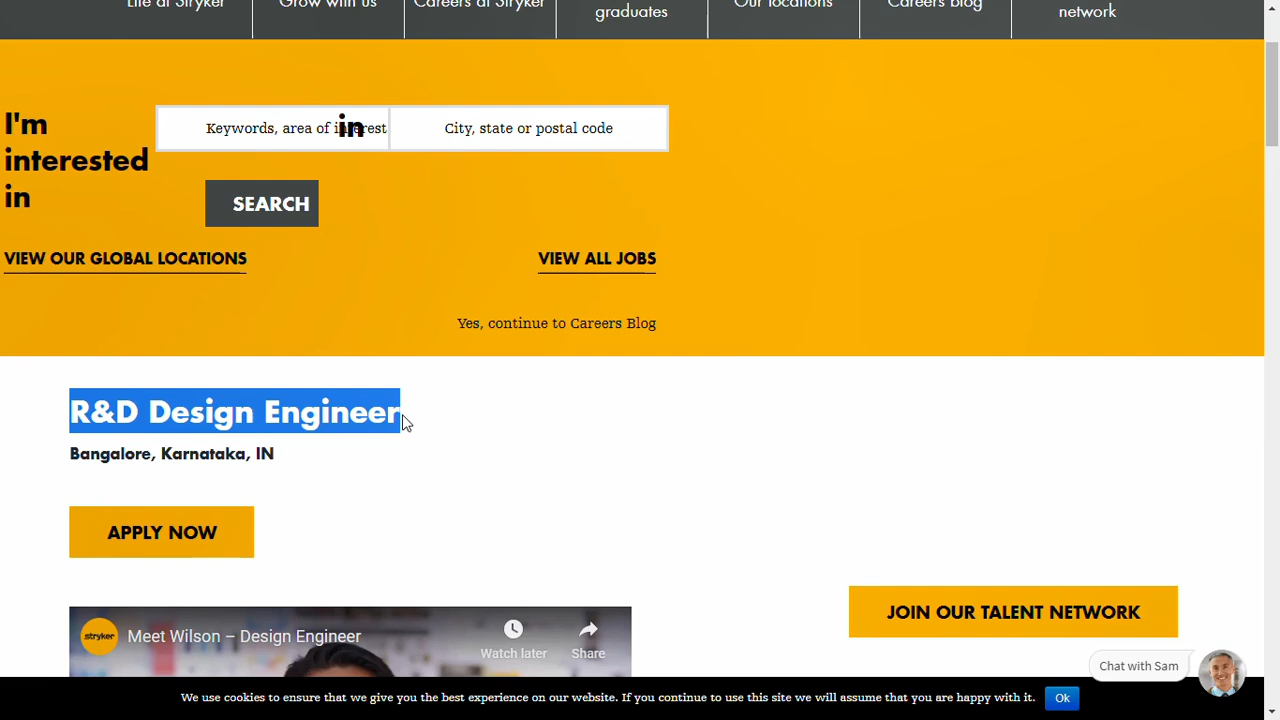 Life at Stryker
Grow with us
Careers at Stryker
graduates
Our locations
Careers blog
network
I'm
interested
in
Keywords, area of interest
in
City, state or postal code
SEARCH
VIEW OUR GLOBAL LOCATIONS
VIEW ALL JOBS
Yes, continue to Careers Blog
R&D Design Engineer
Bangalore, Karnataka, IN
APPLY NOW
JOIN OUR TALENT NETWORK
stryker
Meet Wilson – Design Engineer
Watch later
Share
Chat with Sam
We use cookies to ensure that we give you the best experience on our website. If you continue to use this site we will assume that you are happy with it.
Ok